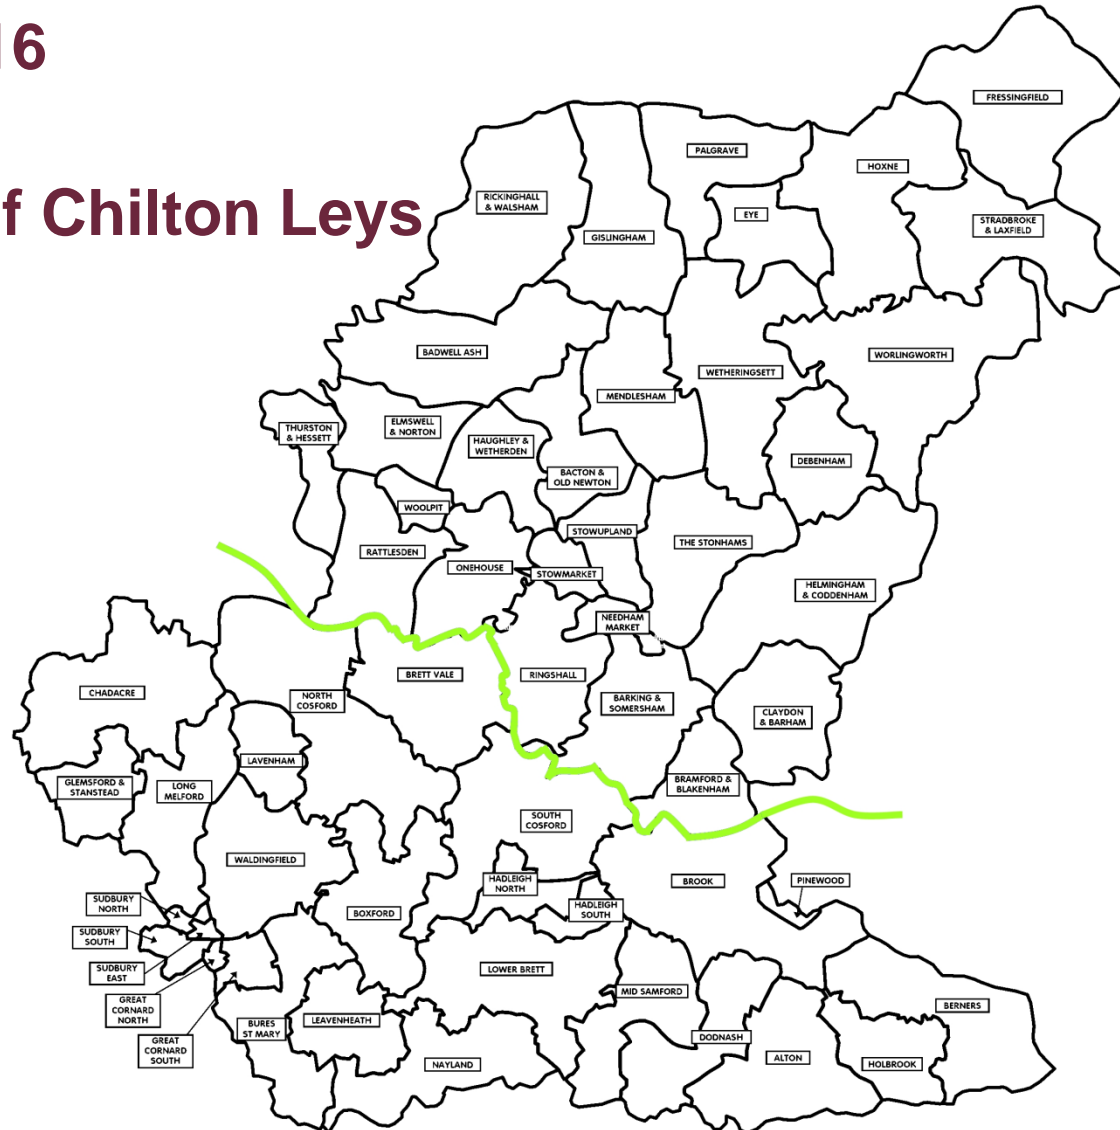 16
f Chilton Leys
FRESSINGFIELD
PALGRAVE
HOXNE
RICKINGHALL
& WALSHAM
EYE
STRADBROKE
& LAXFIELD
GISLINGHAM
BADWELL ASH
WORLINGWORTH
WETHERINGSETT
MENDLESHAM
THURSTON
& HESSETT
ELMSWELL
& NORTON
HAUGHLEY &
WETHERDEN
DEBENHAM
BACTON &
OLD NEWTON
WOOLPIT
STOWUPLAND
RATTLESDEN
THE STONHAMS
ONEHOUSE
STOWMARKET
HELMINGHAM
& CODDENHAM
NEEDHAM
MARKET
BRETT VALE
RINGSHALL
CHADACRE
NORTH
COSFORD
BARKING &
SOMERSHAM
CLAYDON
& BARHAM
LAVENHAM
GLEMSFORD &
STANSTEAD
LONG
MELFORD
BRAMFORD &
BLAKENHAM
SOUTH
COSFORD
WALDINGFIELD
HADLEIGH
NORTH
BROOK
PINEWOOD
SUDBURY
NORTH
BOXFORD
HADLEIGH
SOUTH
SUDBURY
SOUTH
SUDBURY
EAST
LOWER BRETT
MID SAMFORD
GREAT
CORNARD
NORTH
BERNERS
BURES
ST MARY
LEAVENHEATH
GREAT
CORNARD
SOUTH
DODNASH
ALTON
NAYLAND
HOLBROOK